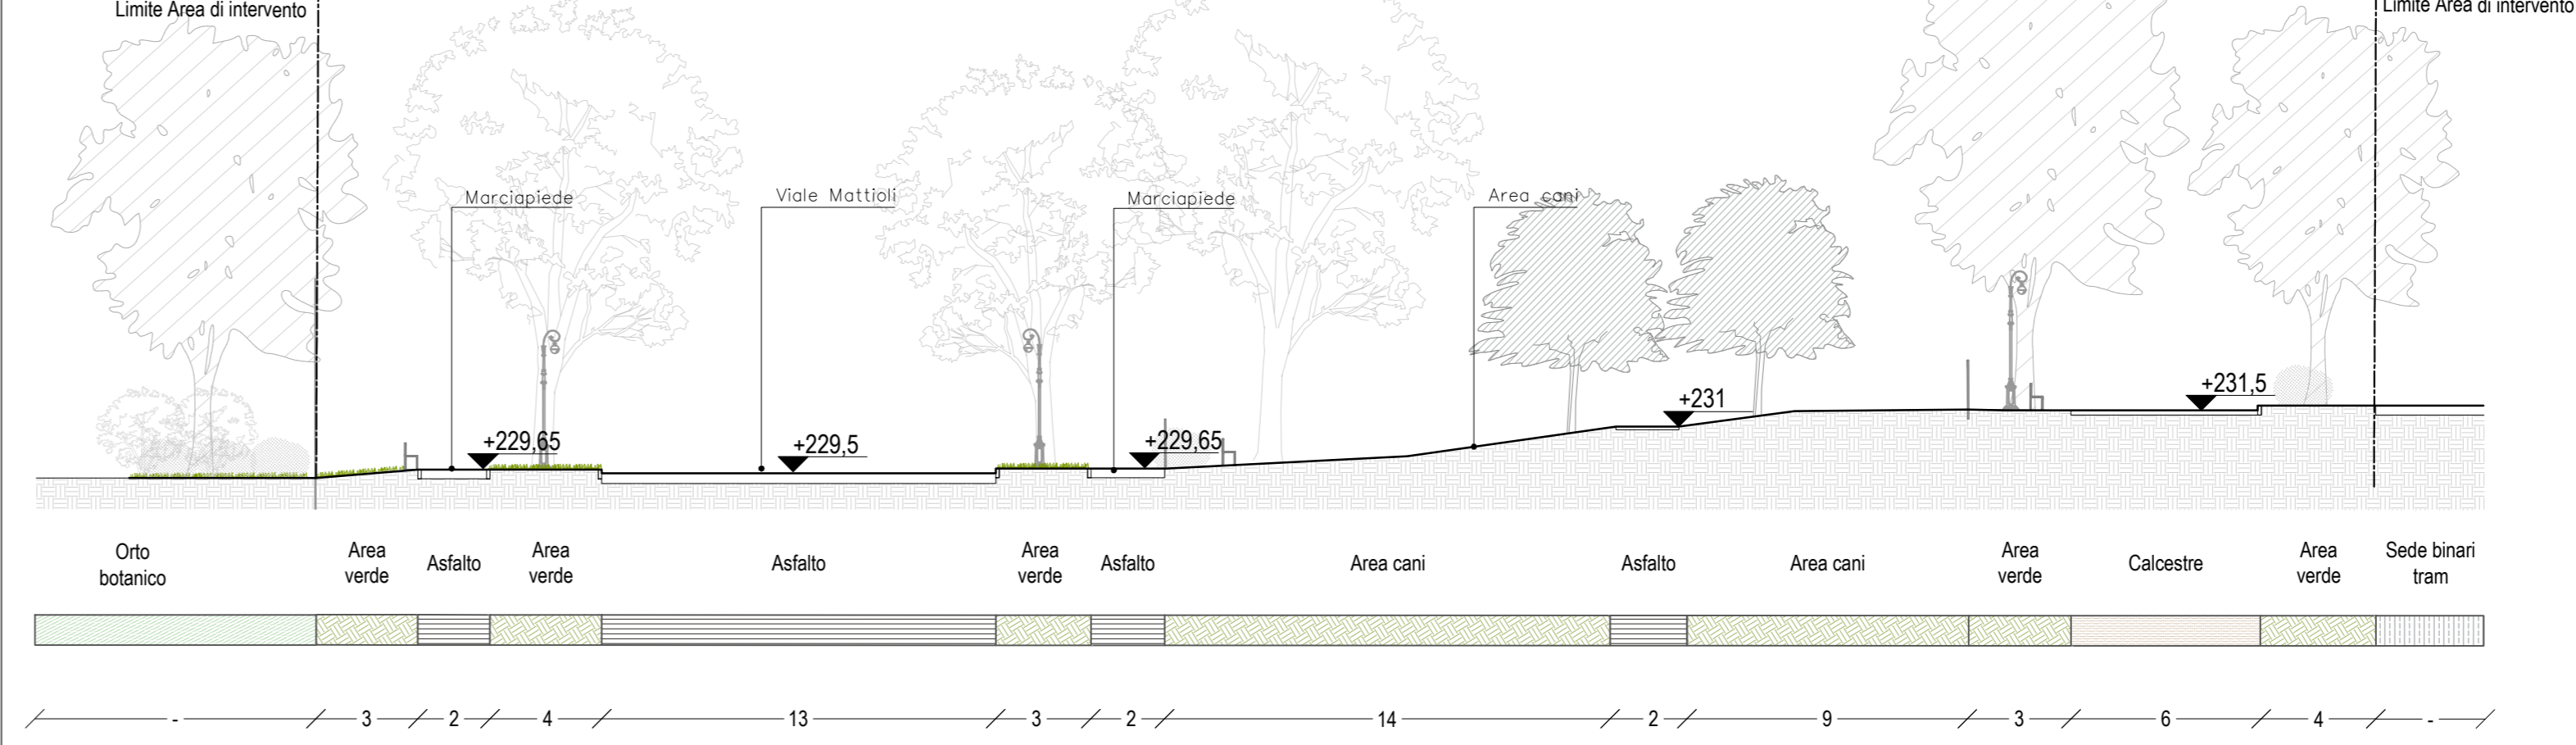 Limite Area di intervento
Limite Area di intervento
Marciapiede
Viale Mattioli
Marciapiede
Area cani
+229,65
+229,5
+229,65
+231
+231,5
Orto
botanico
Area
verde
Asfalto
Area
verde
Asfalto
Area
verde
Asfalto
Area cani
Asfalto
Area cani
Area
verde
Calcestre
Area
verde
Sede binari
tram
- 3 2 4 13 3 2 14 2 9 3 6 4 -